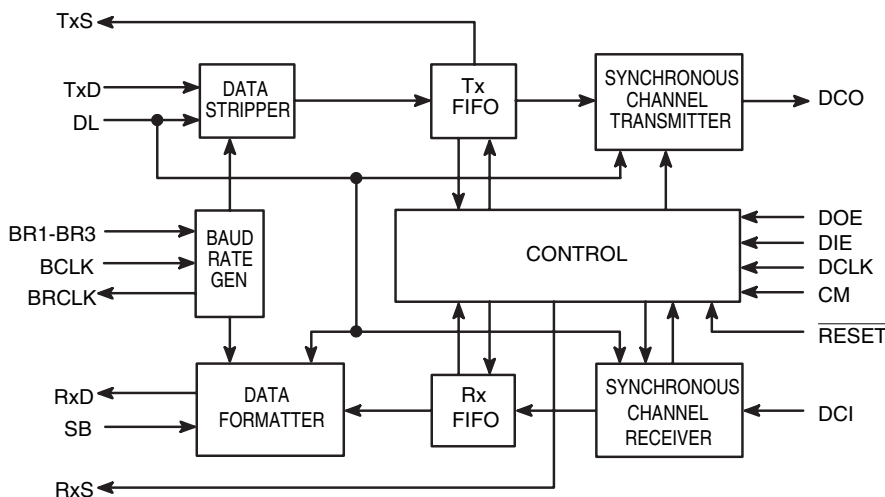 TxS
TxD
DL
DATA
STRIPPER
Tx
FIFO
SYNCHRONOUS
CHANNEL
TRANSMITTER
DCO
BR1-BR3
BCLK
BRCLK
BAUD
RATE
GEN
CONTROL
DOE
DIE
DCLK
CM
RESET
RxD
SB
DATA
FORMATTER
Rx
FIFO
SYNCHRONOUS
CHANNEL
RECEIVER
DCI
RxS